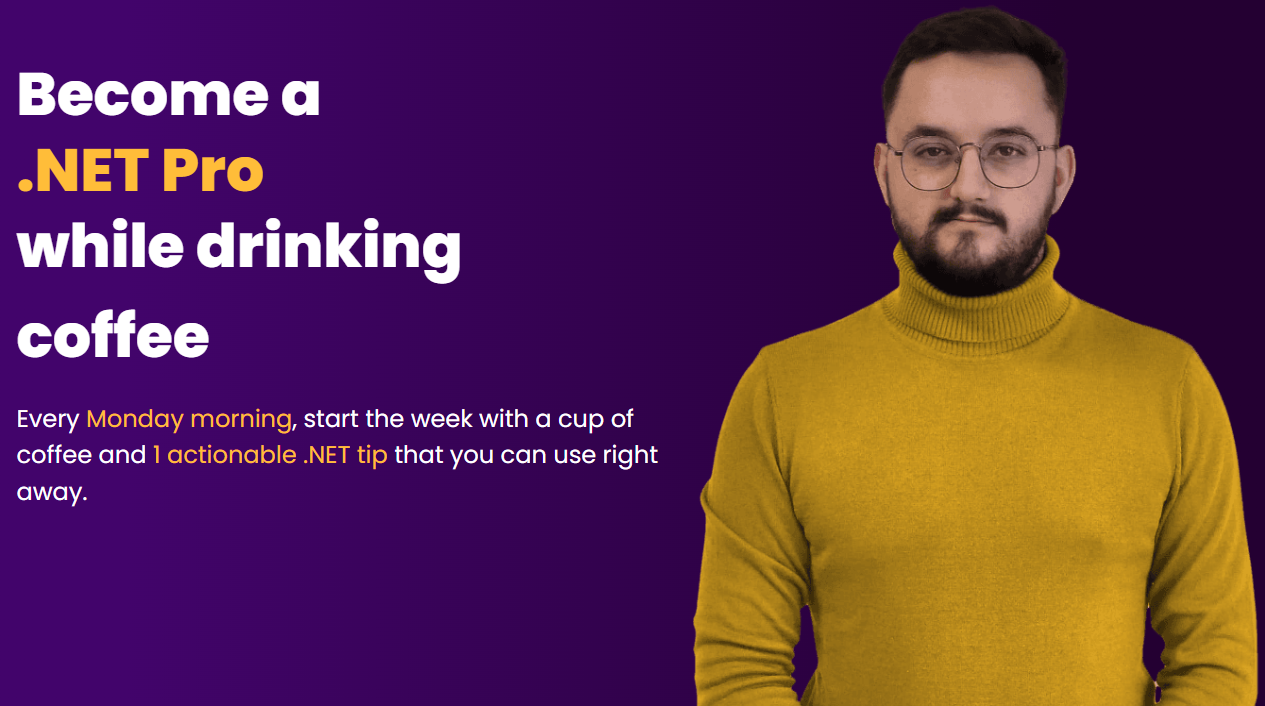 Become a
.NET Pro
while drinking
coffee
Every Monday morning, start the week with a cup of
coffee and 1 actionable .NET tip that you can use right
away.